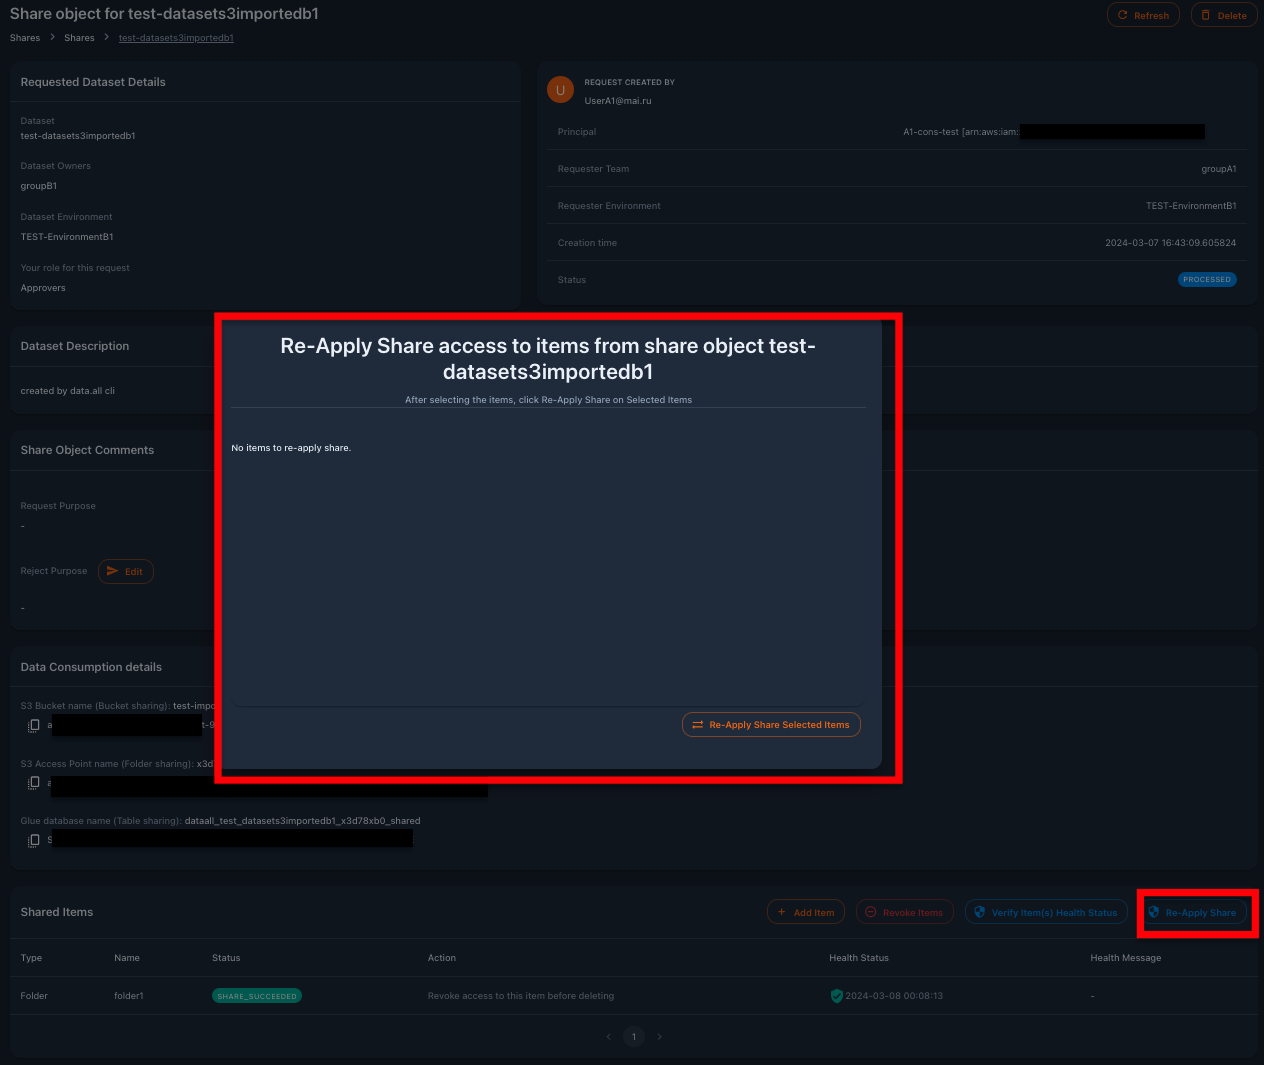 Share object for test-datasets3importedb1
Refresh
Delete
Shares > Shares > test-datasets3importedb1
Requested Dataset Details
Dataset
test-datasets3importedb1
Dataset Owners
groupB1
Dataset Environment
TEST-EnvironmentB1
Your role for this request
Approvers
U
REQUEST CREATED BY
UserA1@mai.ru
Principal A1-cons-test [arn:aws:iam::
Requester Team groupA1
Requester Environment TEST-EnvironmentB1
Creation time 2024-03-07 16:43:09.605824
Status PROCESSED
Dataset Description
created by data.all cli
Share Object Comments
Request Purpose
-
Reject Purpose Edit
-
Re-Apply Share access to items from share object test-
datasets3importedb1
After selecting the items, click Re-Apply Share on Selected Items
No items to re-apply share.
Re-Apply Share Selected Items
Data Consumption details
S3 Bucket name (Bucket sharing): test-impo
a t-9
S3 Access Point name (Folder sharing): x3d7
a
Glue database name (Table sharing): dataall_test_datasets3importedb1_x3d78xb0_shared
S
Shared Items
+ Add Item
Revoke Items
Verify Item(s) Health Status
Re-Apply Share
Type Name Status Action Health Status Health Message
Folder folder1 SHARE_SUCCEEDED Revoke access to this item before deleting 2024-03-08 00:08:13 -
< 1 >